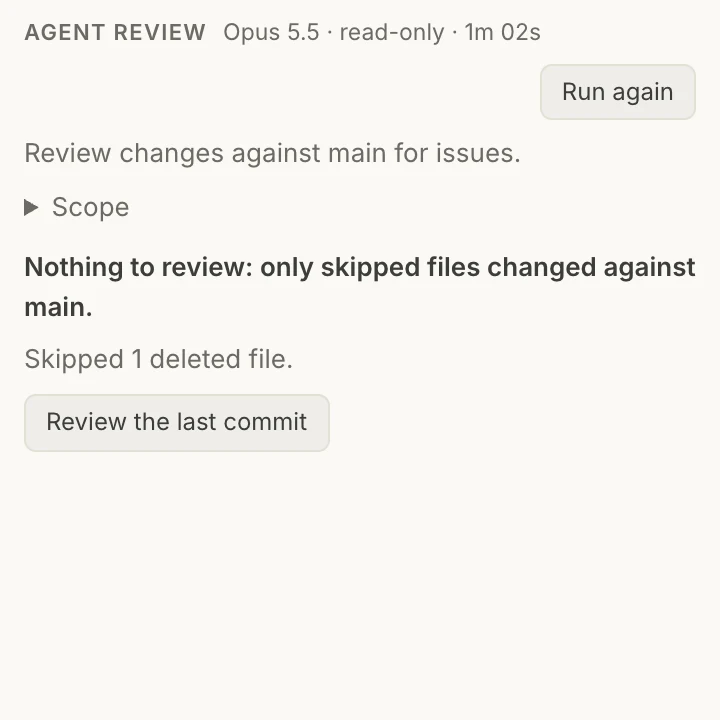 AGENT REVIEW Opus 5.5 · read-only · 1m 02s
Run again
Review changes against main for issues.
Scope
Nothing to review: only skipped files changed against
main.
Skipped 1 deleted file.
Review the last commit